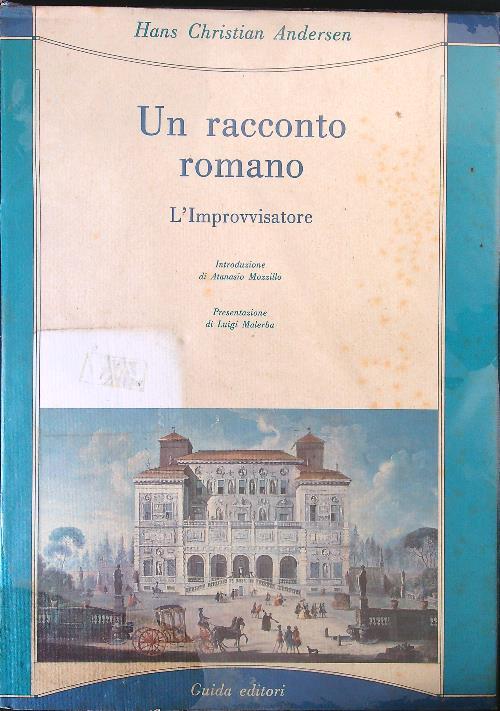 Hans Christian Andersen
Un racconto
romano
L'Improvvisatore
Introduzione
di Atanasio Mozzillo
Presentazione
di Luigi Malerba
Guida editori